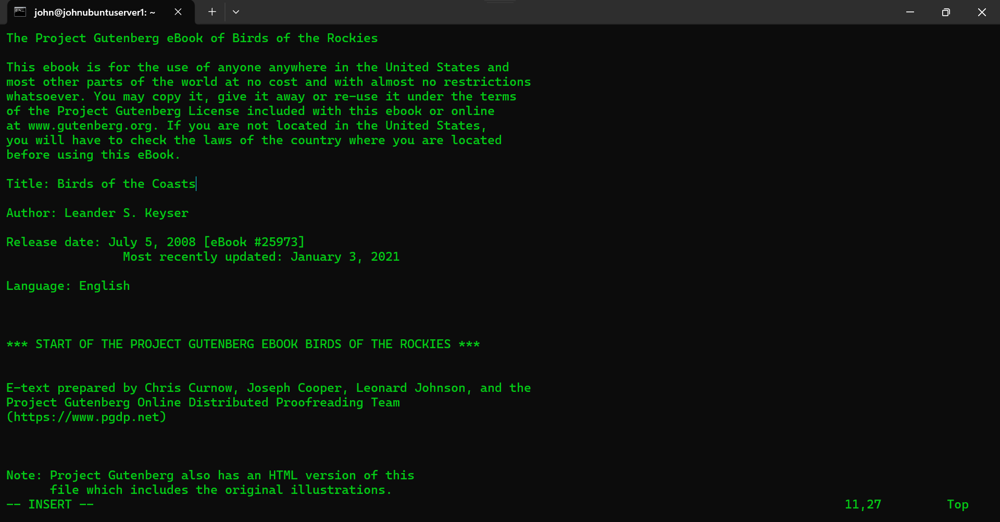 john@johnubuntuserver1: ~
The Project Gutenberg eBook of Birds of the Rockies
This ebook is for the use of anyone anywhere in the United States and
most other parts of the world at no cost and with almost no restrictions
whatsoever. You may copy it, give it away or re-use it under the terms
of the Project Gutenberg License included with this ebook or online
at www.gutenberg.org. If you are not located in the United States,
you will have to check the laws of the country where you are located
before using this eBook.
Title: Birds of the Coasts
Author: Leander S. Keyser
Release date: July 5, 2008 [eBook #25973]
Most recently updated: January 3, 2021
Language: English
*** START OF THE PROJECT GUTENBERG EBOOK BIRDS OF THE ROCKIES ***
E-text prepared by Chris Curnow, Joseph Cooper, Leonard Johnson, and the
Project Gutenberg Online Distributed Proofreading Team
(https://www.pgdp.net)
Note: Project Gutenberg also has an HTML version of this
file which includes the original illustrations.
-- INSERT -- 11,27 Top